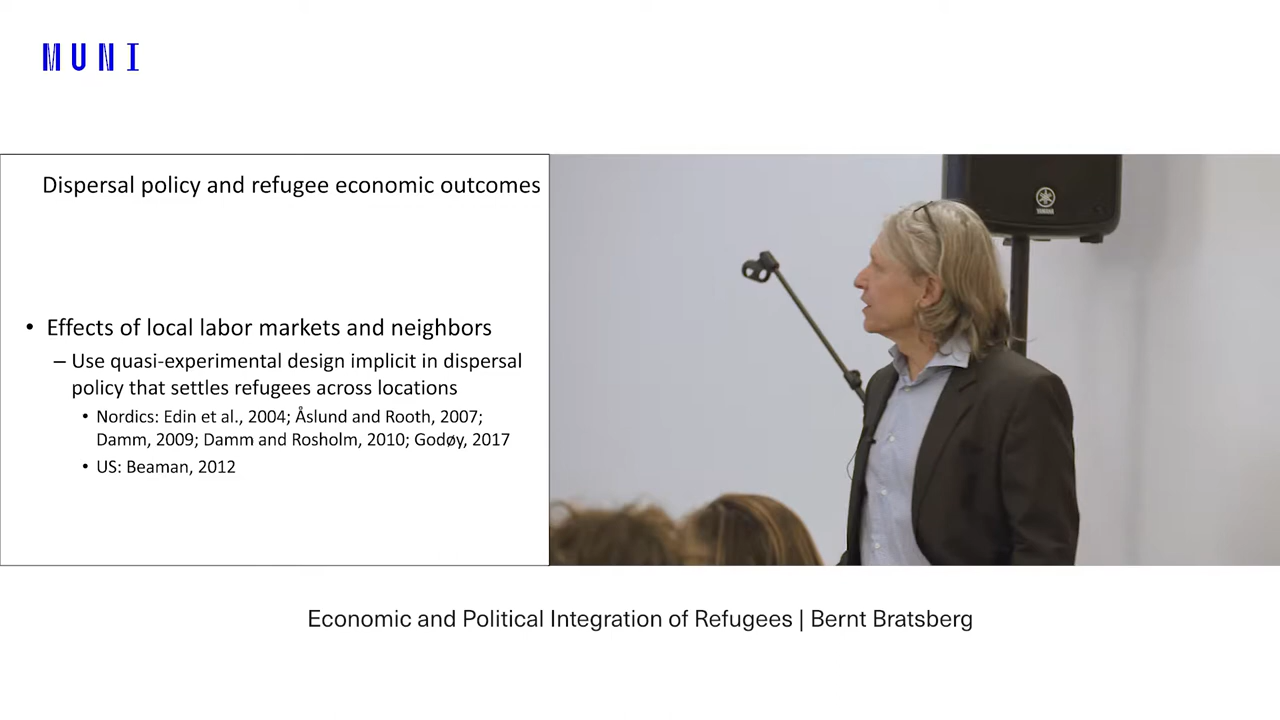 MUNI
Dispersal policy and refugee economic outcomes
• Effects of local labor markets and neighbors
– Use quasi-experimental design implicit in dispersal
policy that settles refugees across locations
• Nordics: Edin et al., 2004; Åslund and Rooth, 2007;
Damm, 2009; Damm and Rosholm, 2010; Godøy, 2017
• US: Beaman, 2012
YAMAHA
Economic and Political Integration of Refugees | Bernt Bratsberg